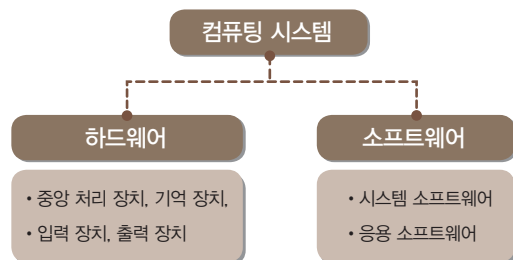 컴퓨팅 시스템
하드웨어
소프트웨어
• 중앙 처리 장치, 기억 장치,
• 입력 장치, 출력 장치
• 시스템 소프트웨어
• 응용 소프트웨어